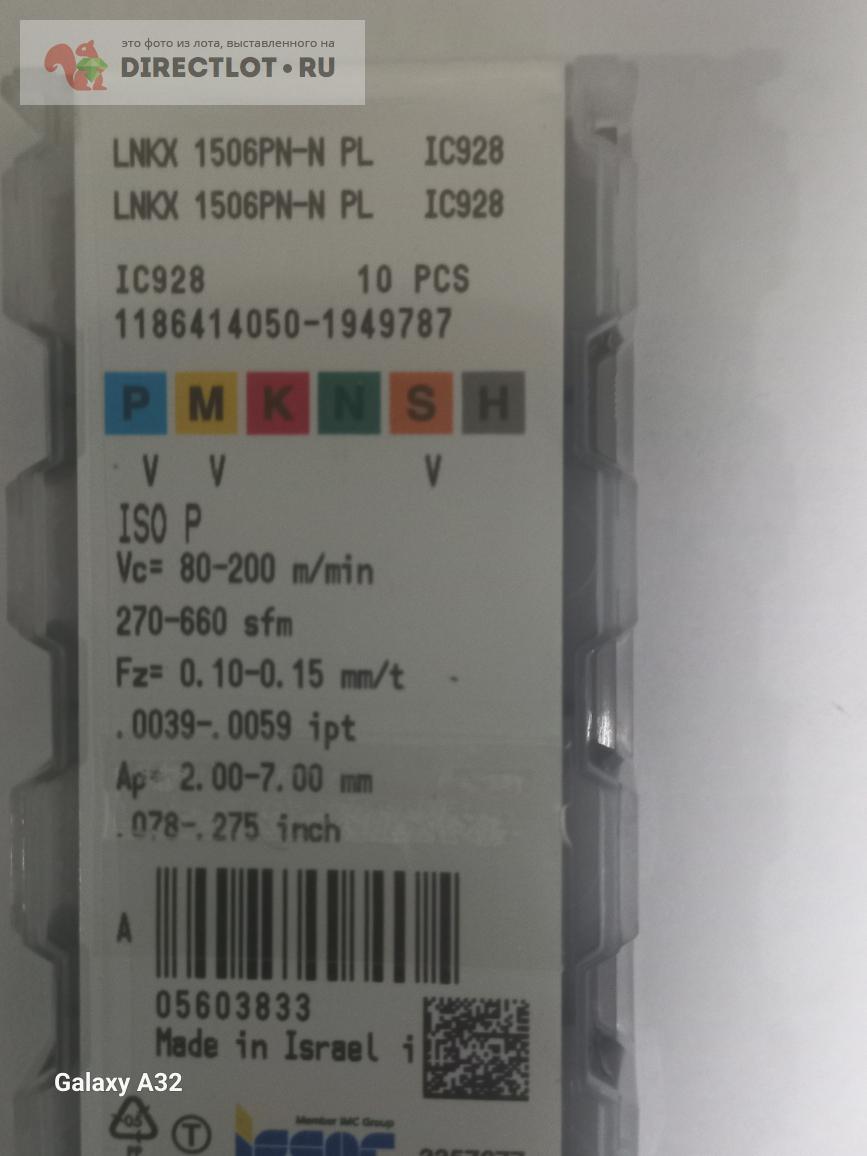 это фото из лота, выставленного на
DIRECTLOT•RU
LNKX 1506PN-N PL IC928
LNKX 1506PN-N PL IC928
IC928 10 PCS
1186414050-1949787
P M K N S H
V V V
ISO P
Vc= 80-200 m/min
270-660 sfm
Fz= 0.10-0.15 mm/t
.0039-.0059 ipt
Ap= 2.00-7.00 mm
.078-.275 inch
A
05603833
Made in Israel i
Galaxy A32
05
PP
T
Member IMC Group